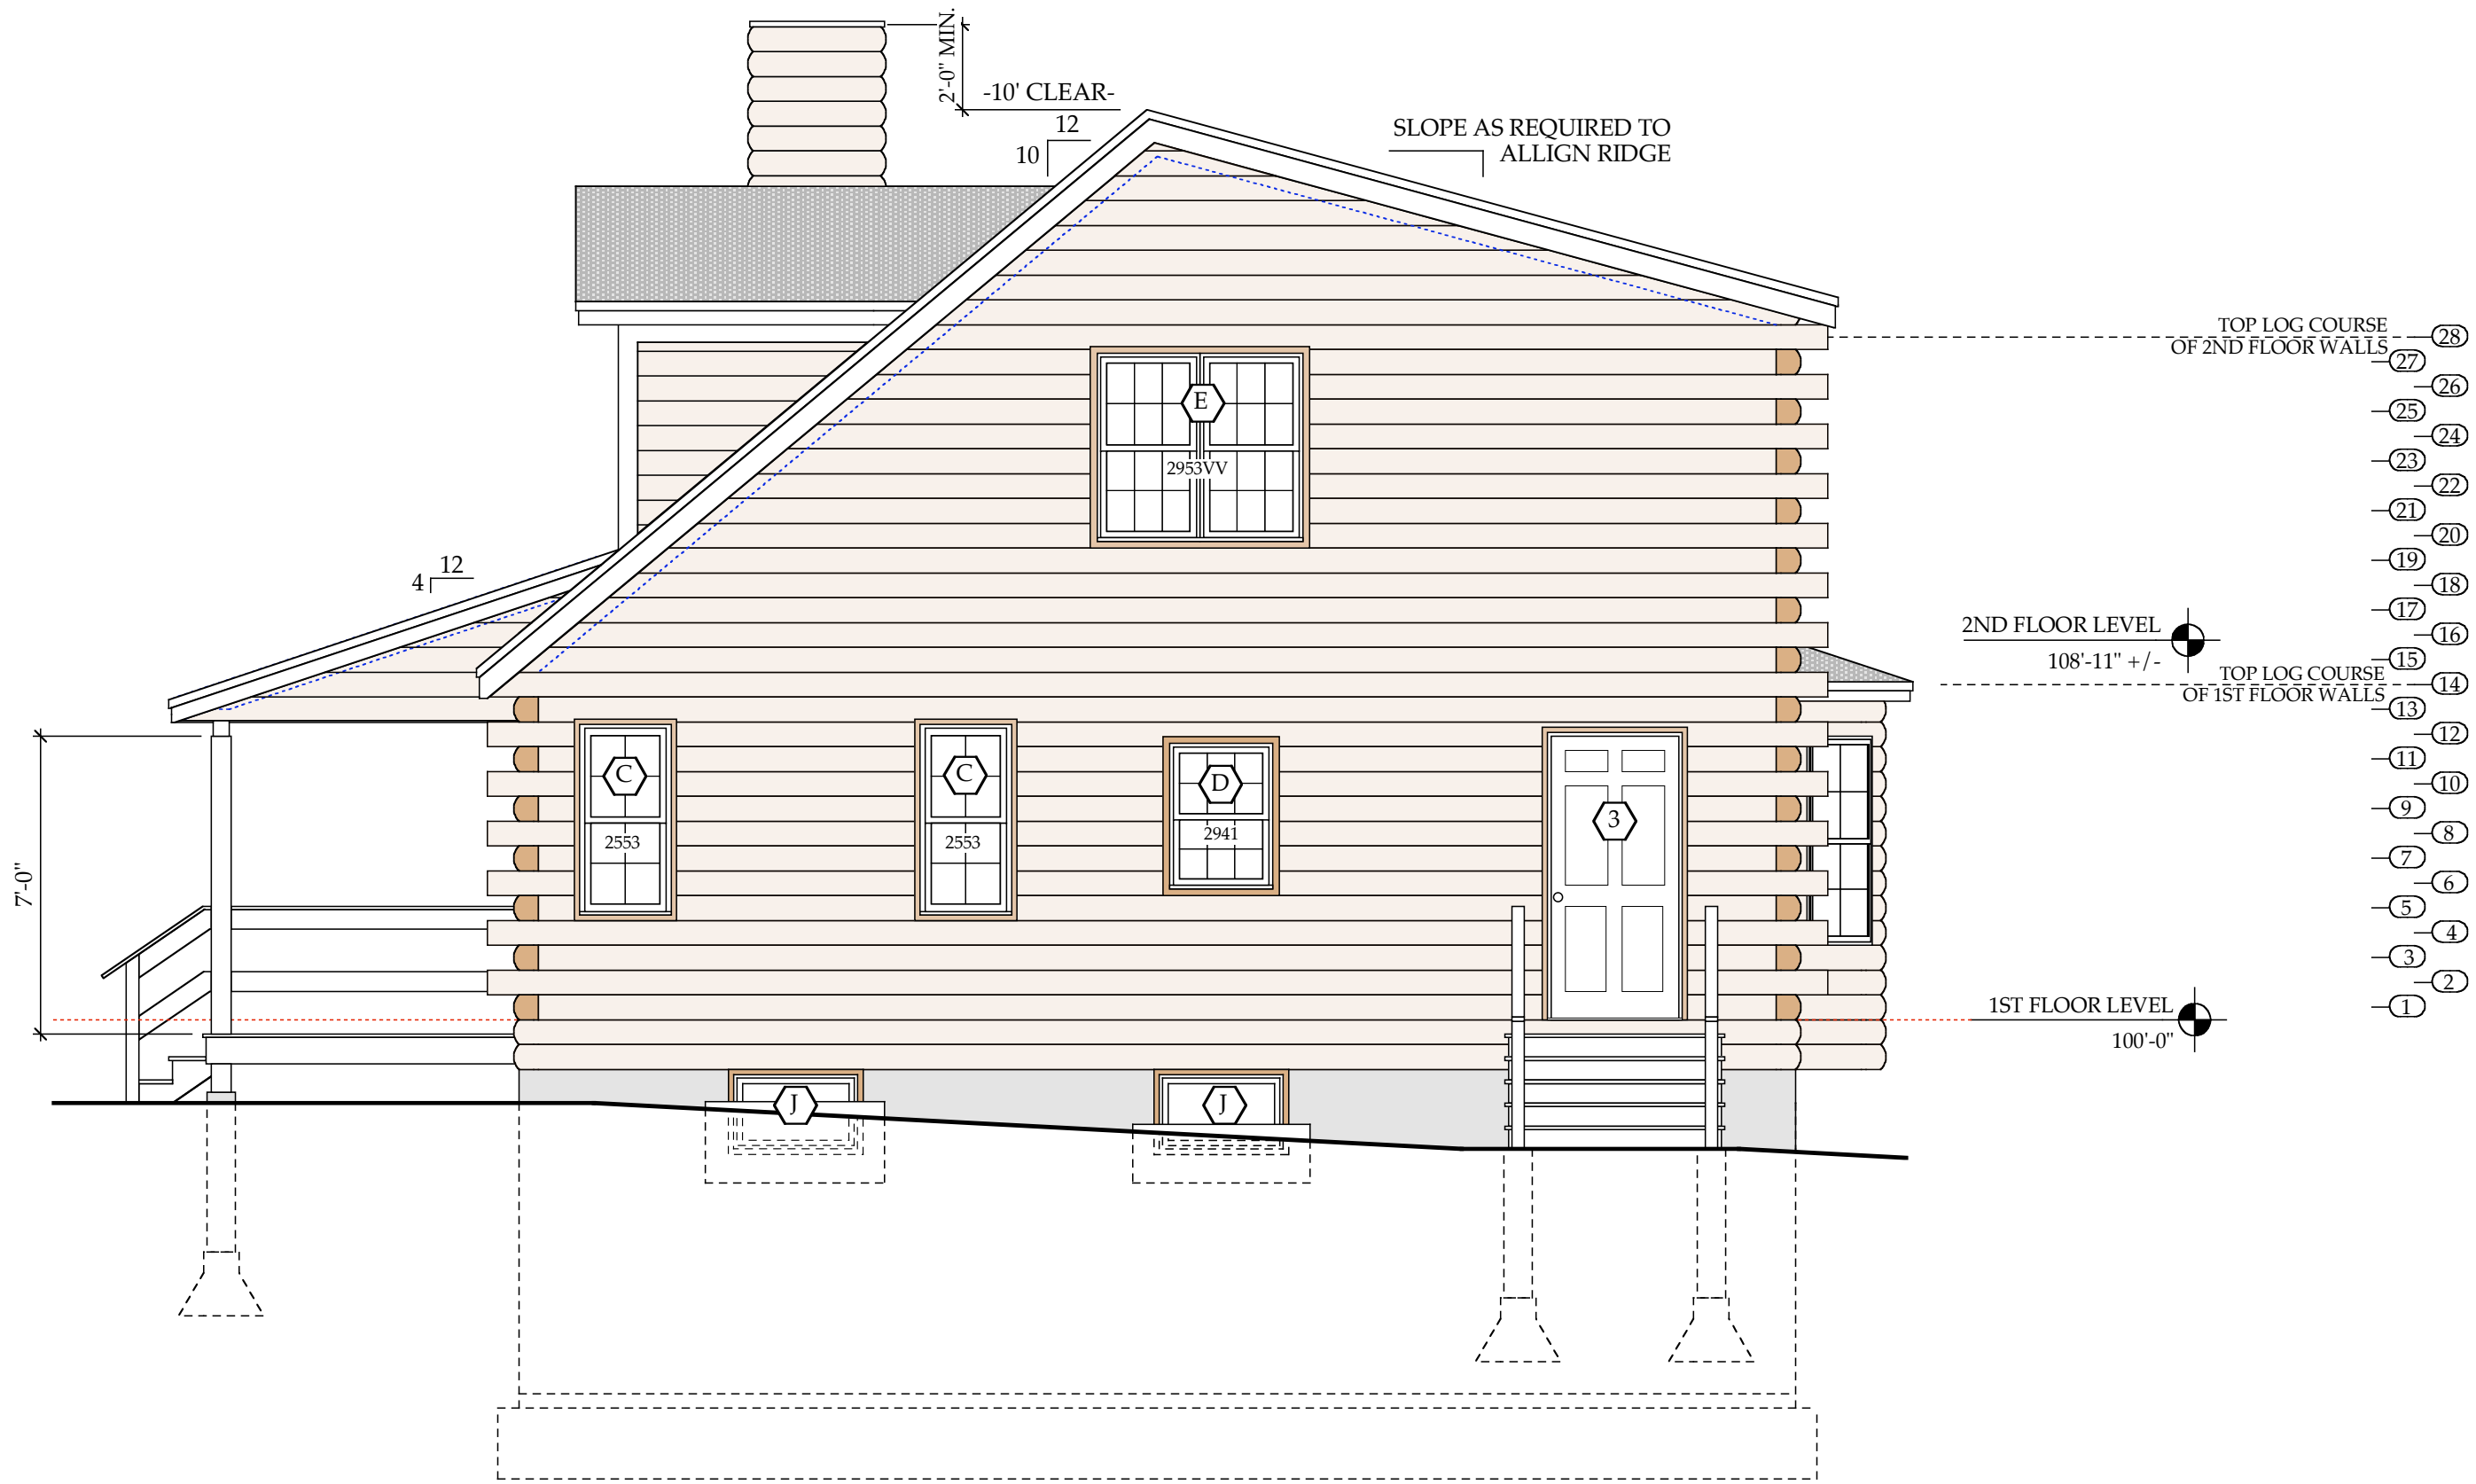 2'-0" MIN.
-10' CLEAR-
12
10
SLOPE AS REQUIRED TO
ALLIGN RIDGE
TOP LOG COURSE
OF 2ND FLOOR WALLS
28
27
26
25
24
23
22
21
20
19
18
17
16
15
14
13
12
11
10
9
8
7
6
5
4
3
2
1
E
2953VV
12
4
2ND FLOOR LEVEL
108'-11" +/-
TOP LOG COURSE
OF 1ST FLOOR WALLS
7'-0"
C
2553
C
2553
D
2941
3
1ST FLOOR LEVEL
100'-0"
J
J